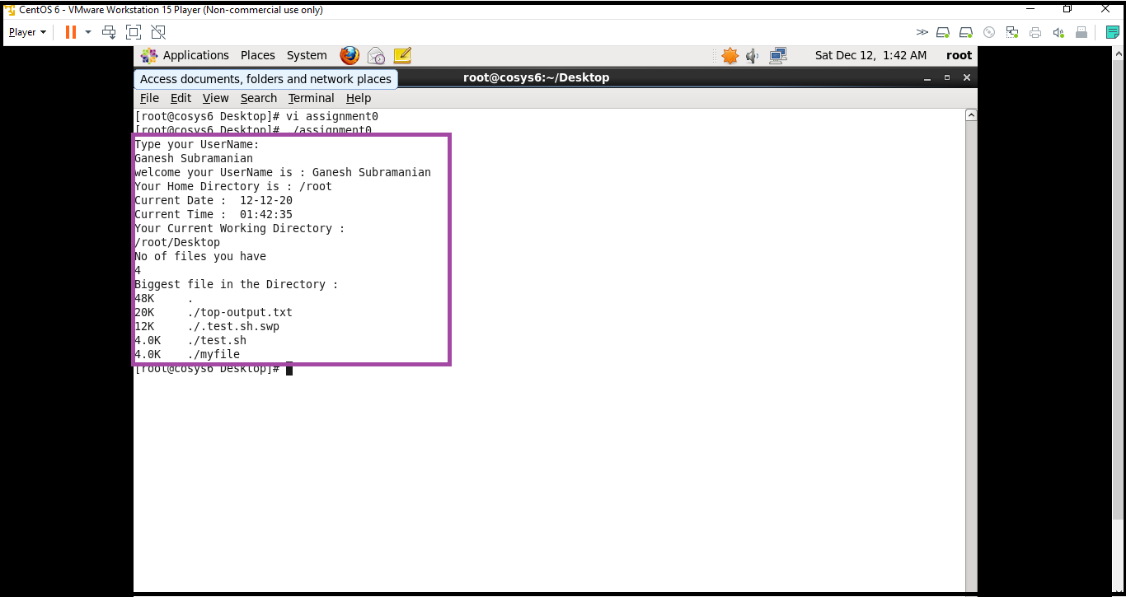 CentOS 6 - VMware Workstation 15 Player (Non-commercial use only)
Player
Applications Places System Sat Dec 12, 1:42 AM root
Access documents, folders and network places root@cosys6:~/Desktop
File Edit View Search Terminal Help
[root@cosys6 Desktop]# vi assignment0
[root@cosys6 Desktop]# ./assignment0
Type your UserName:
Ganesh Subramanian
welcome your UserName is : Ganesh Subramanian
Your Home Directory is : /root
Current Date : 12-12-20
Current Time : 01:42:35
Your Current Working Directory :
/root/Desktop
No of files you have
4
Biggest file in the Directory :
48K .
20K ./top-output.txt
12K ./.test.sh.swp
4.0K ./test.sh
4.0K ./myfile
[root@cosys6 Desktop]#